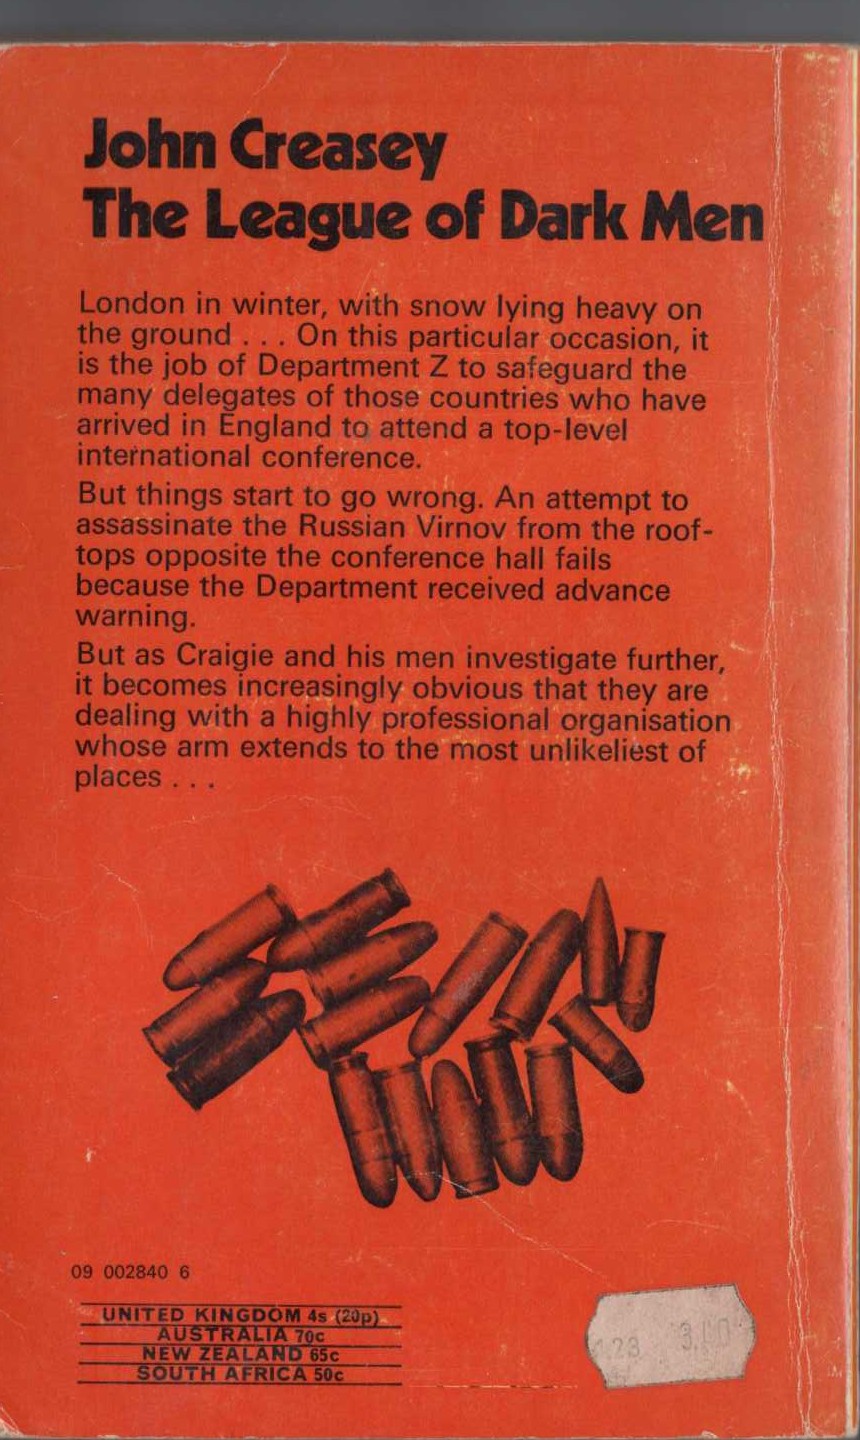 John Creasey
The League of Dark Men
London in winter, with snow lying heavy on
the ground . . . On this particular occasion, it
is the job of Department Z to safeguard the
many delegates of those countries who have
arrived in England to attend a top-level
international conference.
But things start to go wrong. An attempt to
assassinate the Russian Virnov from the roof-
tops opposite the conference hall fails
because the Department received advance
warning.
But as Craigie and his men investigate further,
it becomes increasingly obvious that they are
dealing with a highly professional organisation
whose arm extends to the most unlikeliest of
places . . .
09 002840 6
UNITED KINGDOM 4s (20p)
AUSTRALIA 70c
NEW ZEALAND 65c
SOUTH AFRICA 50c